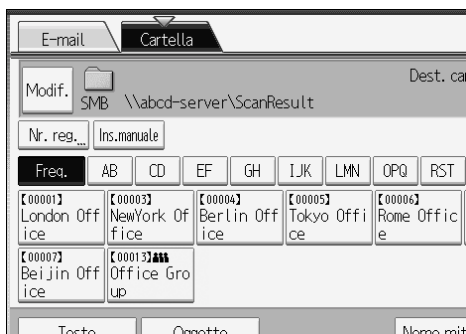 E-mail Cartella
Dest. ca
Modif. SMB \\abcd-server\ScanResult
Nr. reg. Ins.manuale
Freq. AB CD EF GH IJK LMN OPQ RST
【00001】 【00003】 【00004】 【00005】 【00006】
London Off NewYork Of Berlin Off Tokyo Offi Rome Offic
ice fice ice ce e
【00007】 【00013】
Beijin Off Office Gro
ice up
Testo Oggetto Nome mit